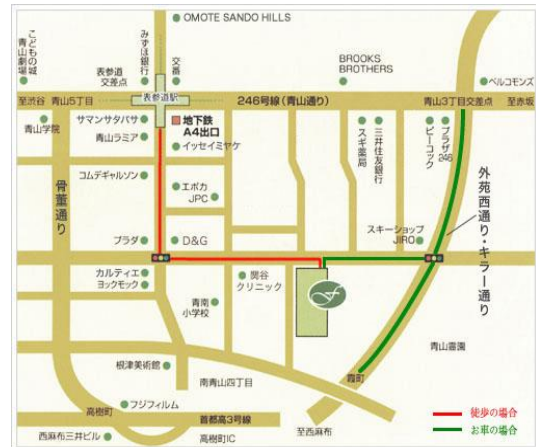 OMOTE SANDO HILLS
こどもの城
青山劇場
みずほ銀行
表参道
交差点
交番
BROOKS
BROTHERS
ベルコモンズ
至渋谷
青山5丁目
表参道駅
246号線(青山通り)
青山3丁目交差点
至赤坂
青山学院
サマンサタバサ
青山ラミア
地下鉄
A4出口
イッセイミヤケ
スギ薬局
三井住友銀行
ピーコック
プラザ246
外苑西通り・キラー通り
骨董通り
コムデギャルソン
エポカ
JPC
プラダ
D&G
スキーショップ
JIRO
カルティエ
ヨックモック
関谷
クリニック
青南
小学校
青山霊園
根津美術館
南青山四丁目
霞町
高樹町
フジフィルム
首都高3号線
西麻布三井ビル
高樹町IC
至西麻布
徒歩の場合
お車の場合